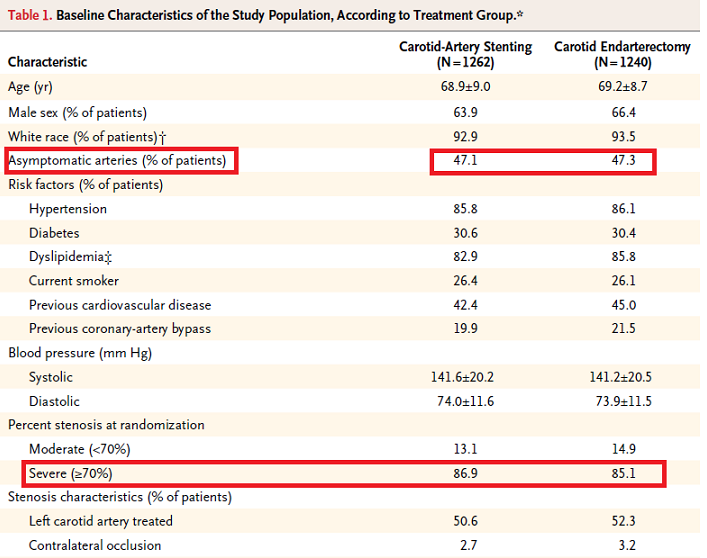 Table 1. Baseline Characteristics of the Study Population, According to Treatment Group.*
Characteristic Carotid-Artery Stenting (N=1262) Carotid Endarterectomy (N=1240)
Age (yr) 68.9±9.0 69.2±8.7
Male sex (% of patients) 63.9 66.4
White race (% of patients)† 92.9 93.5
Asymptomatic arteries (% of patients) 47.1 47.3
Risk factors (% of patients)
Hypertension 85.8 86.1
Diabetes 30.6 30.4
Dyslipidemia‡ 82.9 85.8
Current smoker 26.4 26.1
Previous cardiovascular disease 42.4 45.0
Previous coronary-artery bypass 19.9 21.5
Blood pressure (mm Hg)
Systolic 141.6±20.2 141.2±20.5
Diastolic 74.0±11.6 73.9±11.5
Percent stenosis at randomization
Moderate (<70%) 13.1 14.9
Severe (≥70%) 86.9 85.1
Stenosis characteristics (% of patients)
Left carotid artery treated 50.6 52.3
Contralateral occlusion 2.7 3.2